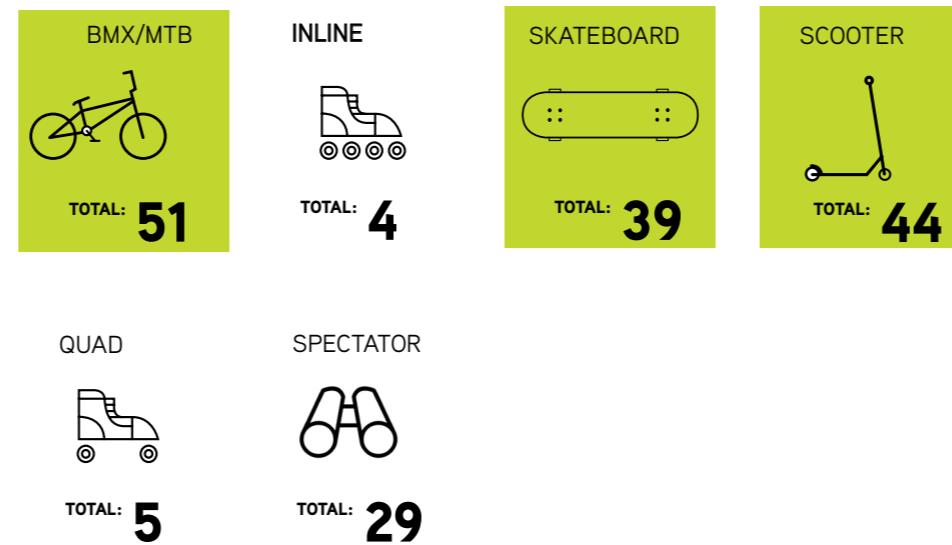 BMX/MTB
TOTAL: 51
INLINE
TOTAL: 4
SKATEBOARD
TOTAL: 39
SCOOTER
TOTAL: 44
QUAD
TOTAL: 5
SPECTATOR
TOTAL: 29